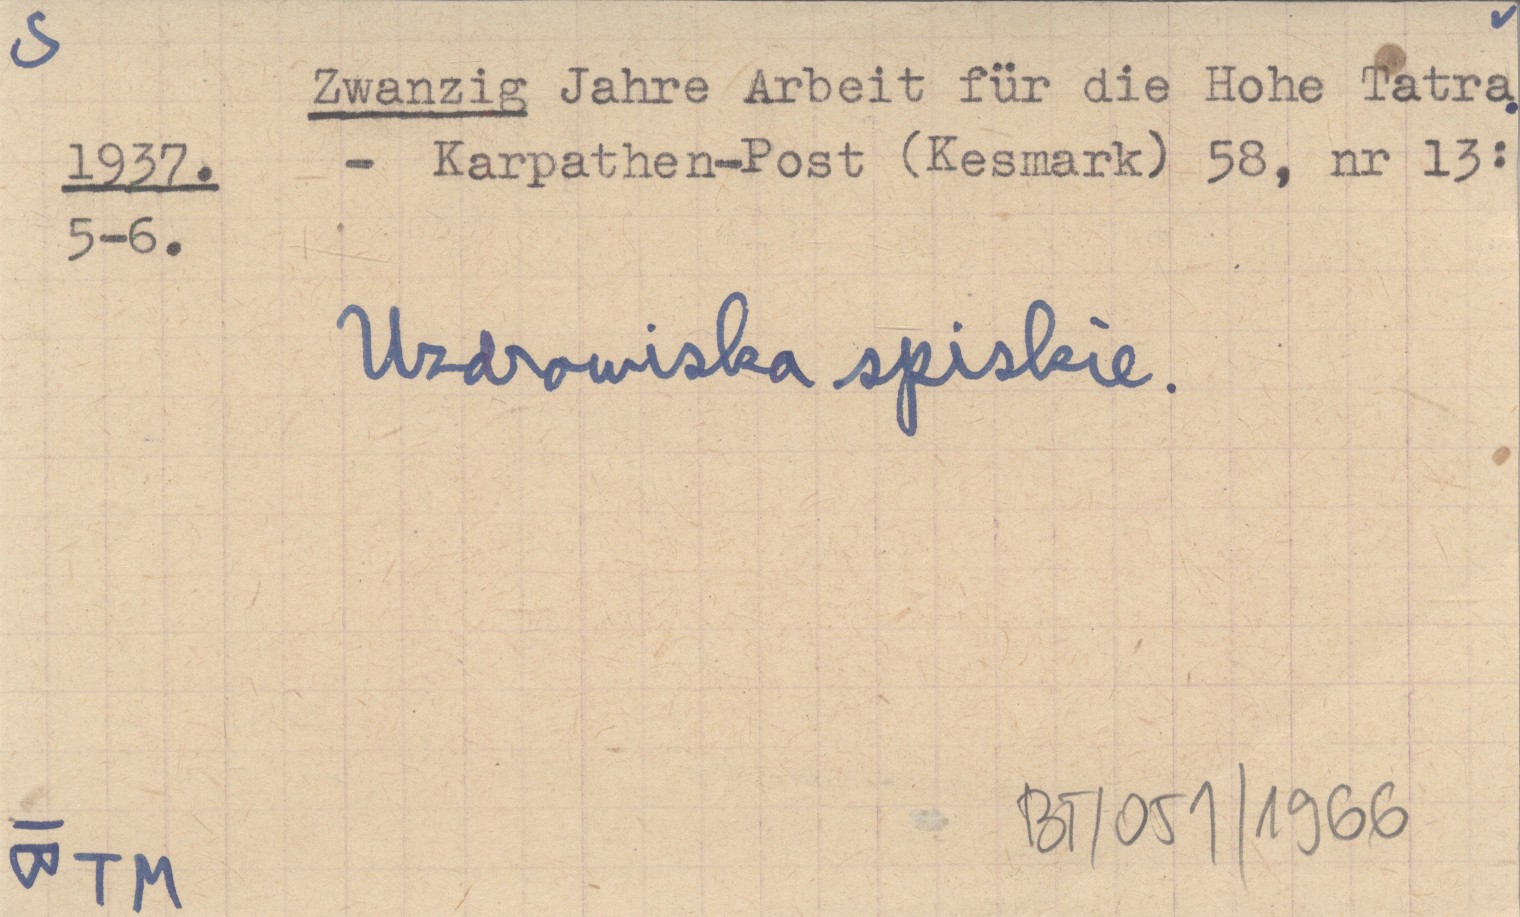 S ✓
Zwanzig Jahre Arbeit für die Hohe Tatra.
1937. - Karpathen-Post (Kesmark) 58, nr 13:
5-6.
Uzdrowiska spiskie.
BT/051/1966
TM